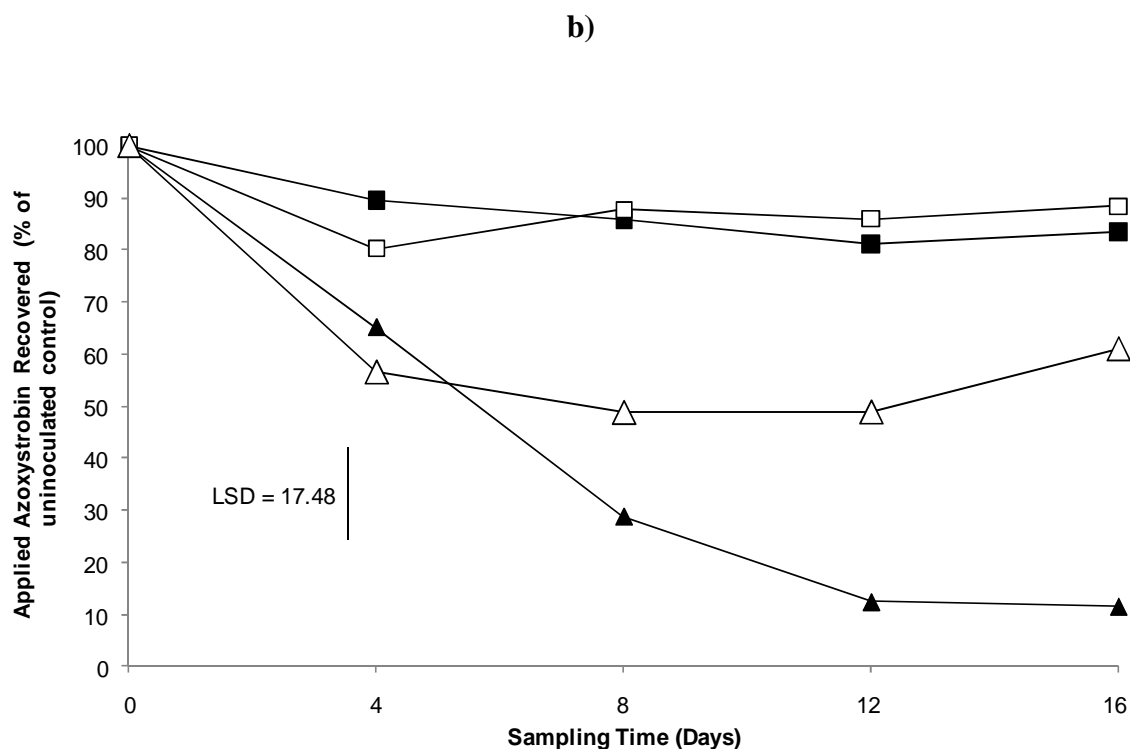 b)
Applied Azoxystrobin Recovered (% of
uninoculated control)
100
90
80
70
60
50
40
30
20
10
0
LSD = 17.48
0 4 8 12 16
Sampling Time (Days)